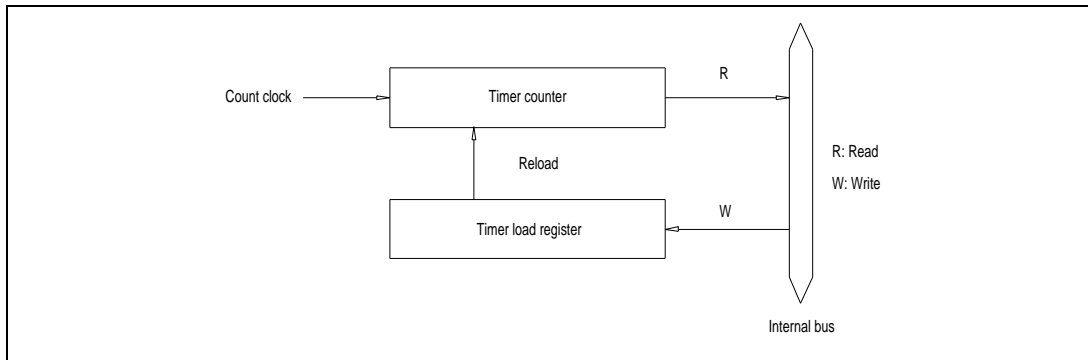 R
Count clock
Timer counter
R: Read
Reload
W: Write
W
Timer load register
Internal bus